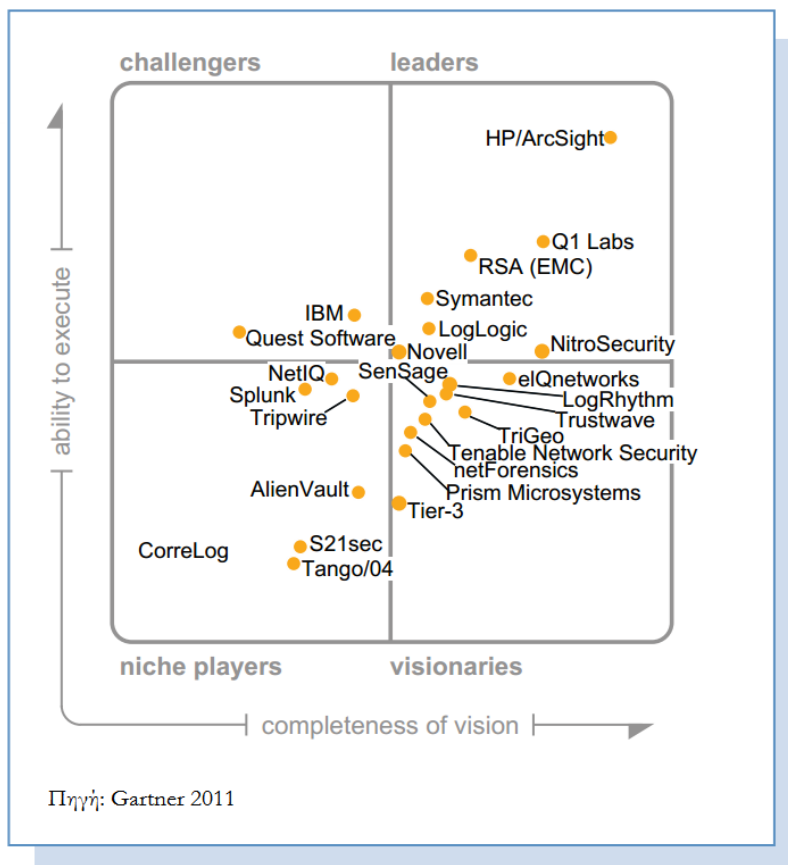 challengers
leaders
HP/ArcSight
Q1 Labs
RSA (EMC)
Symantec
IBM
LogLogic
Quest Software
NitroSecurity
Novell
SenSage
NetIQ
eIQnetworks
Splunk
LogRhythm
Tripwire
Trustwave
TriGeo
Tenable Network Security
netForensics
AlienVault
Prism Microsystems
Tier-3
S21sec
CorreLog
Tango/04
niche players
visionaries
ability to execute
completeness of vision
Πηγή: Gartner 2011